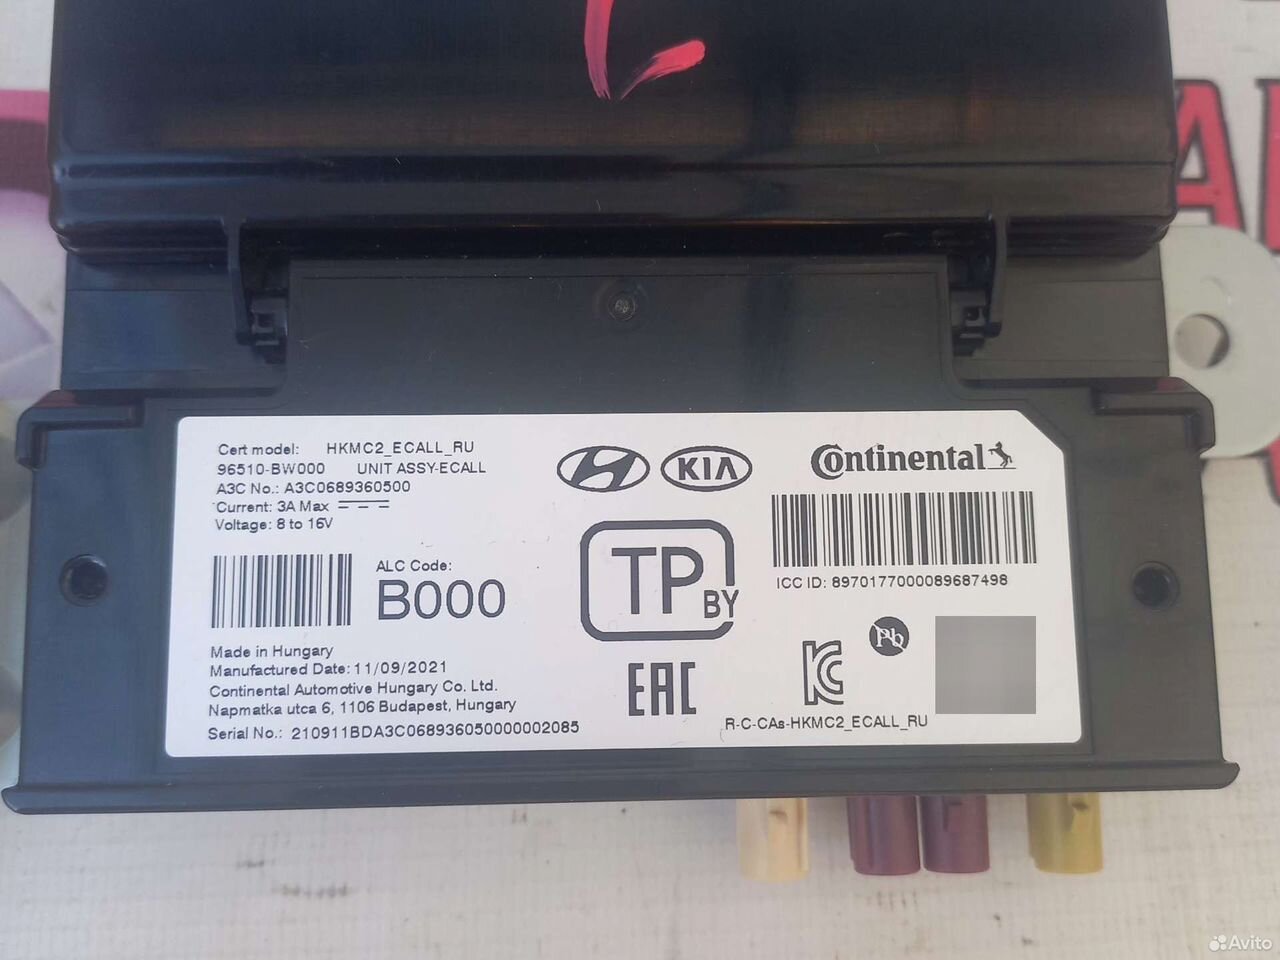 Cert model: HKMC2_ECALL_RU
96510-BW000 UNIT ASSY-ECALL
A3C No.: A3C0689360500
Current: 3A Max
Voltage: 8 to 16V
ALC Code:
B000
Made in Hungary
Manufactured Date: 11/09/2021
Continental Automotive Hungary Co. Ltd.
Napmatka utca 6, 1106 Budapest, Hungary
Serial No.: 210911BDA3C068936050000002085
KIA
TP BY
EAC
Continental
ICC ID: 8970177000089687498
Pb
R-C-CAs-HKMC2_ECALL_RU
Avito